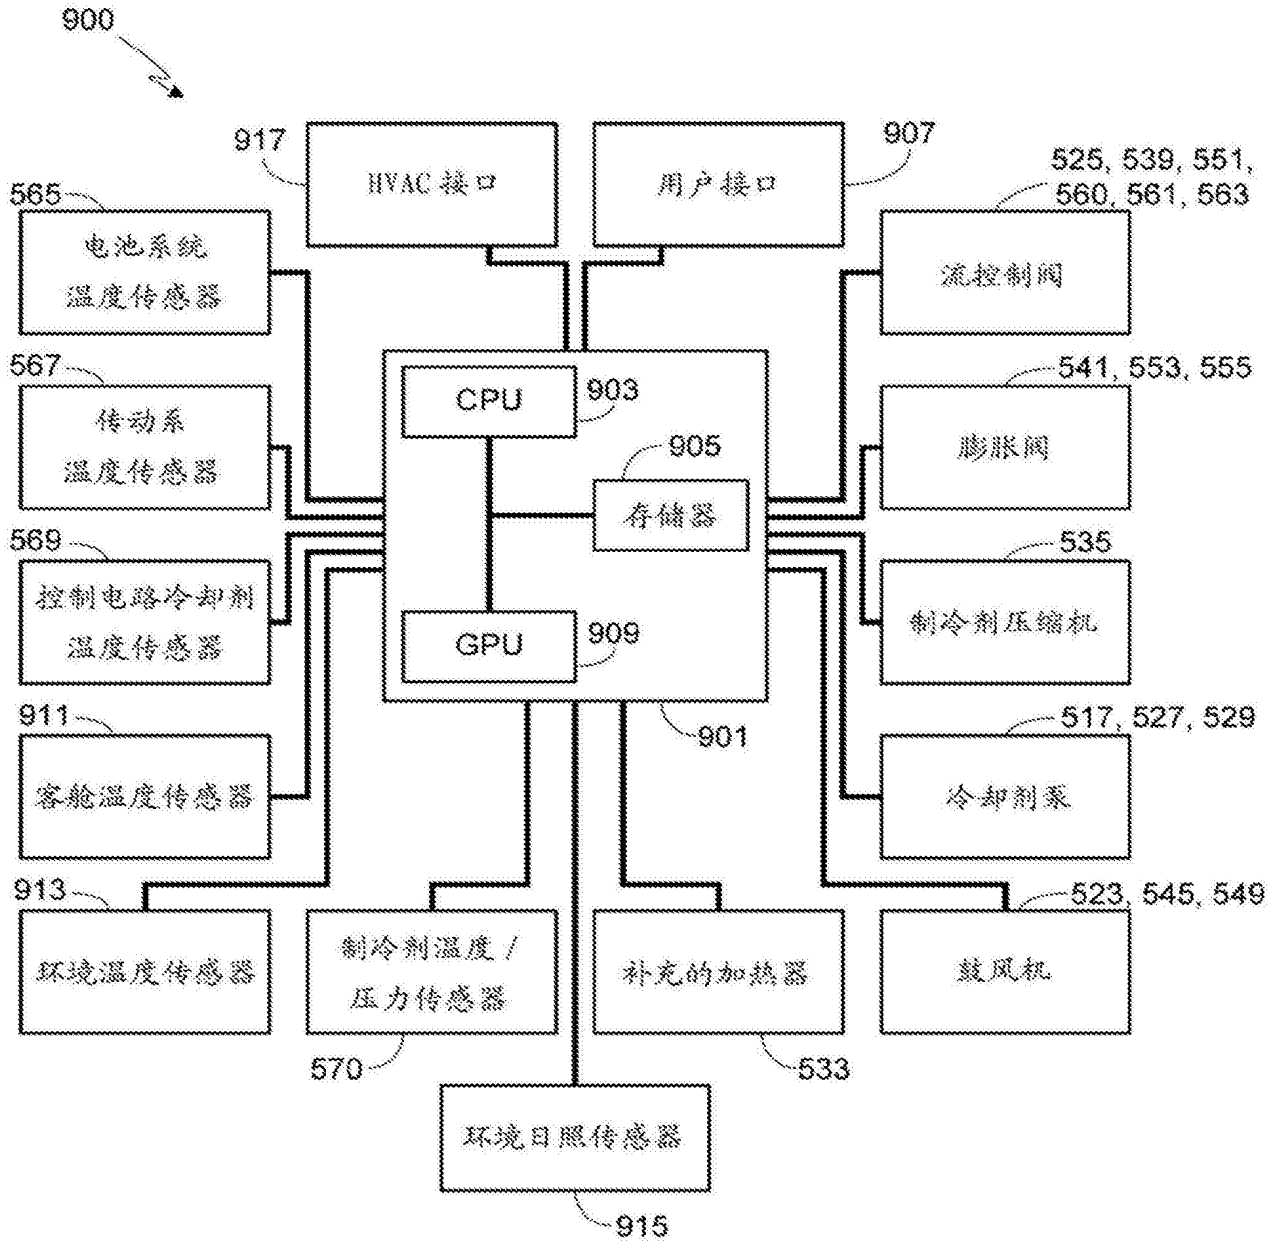 900
917
HVAC 接口
用户接口
907
525, 539, 551,
560, 561, 563
565
电池系统
温度传感器
流控制阀
567
传动系
温度传感器
CPU
903
905
存储器
541, 553, 555
膨胀阀
569
控制电路冷却剂
温度传感器
GPU
909
535
制冷剂压缩机
911
客舱温度传感器
901
517, 527, 529
冷却剂泵
913
环境温度传感器
制冷剂温度 /
压力传感器
570
补充的加热器
533
523, 545, 549
鼓风机
环境日照传感器
915